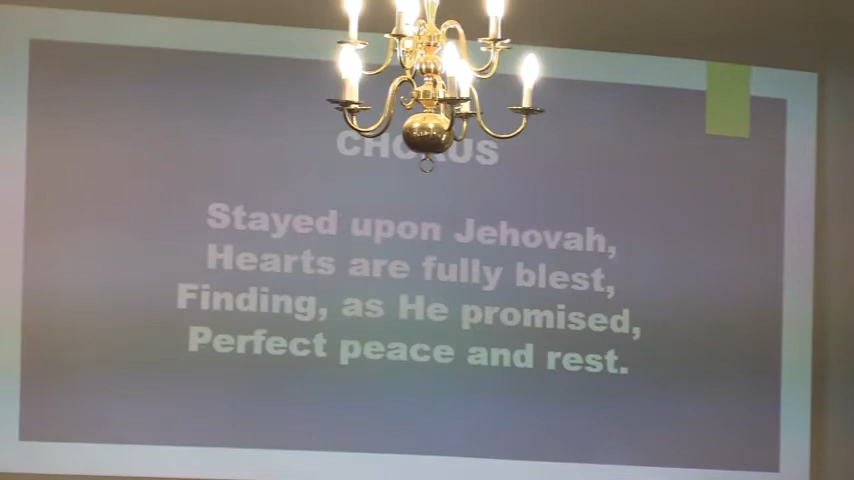 CHORUS
Stayed upon Jehovah,
Hearts are fully blest,
Finding, as He promised,
Perfect peace and rest.